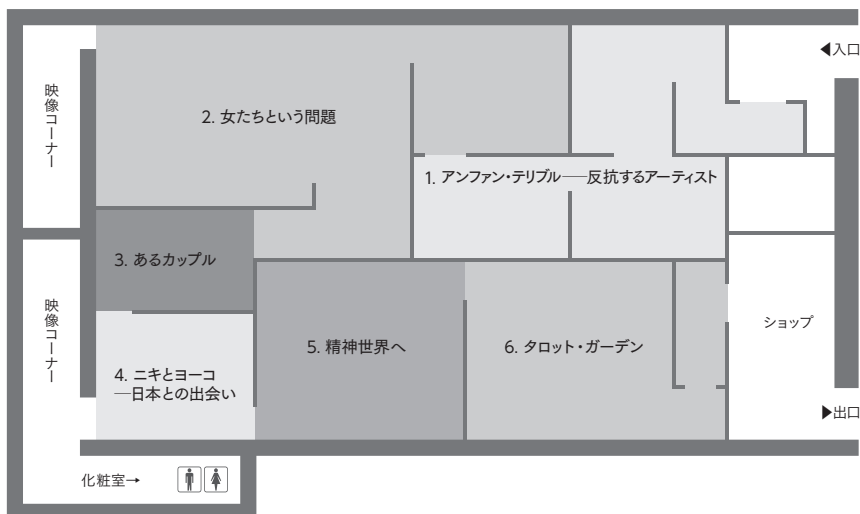 ◀入口
映像コーナー
2. 女たちという問題
1. アンファン・テリブル──反抗するアーティスト
3. あるカップル
映像コーナー
4. ニキとヨーコ
─日本との出会い
5. 精神世界へ
6. タロット・ガーデン
ショップ
▶出口
化粧室→